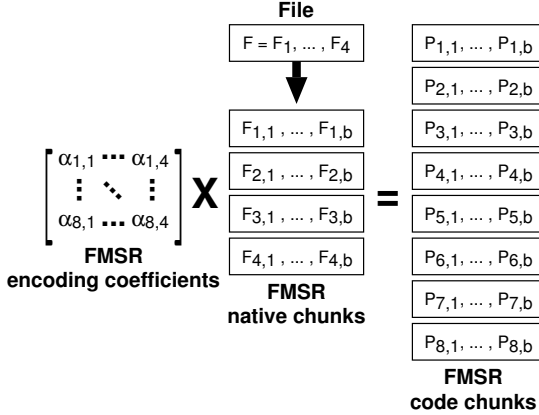 File
F = F1, ... , F4
F1,1 , ... , F1,b
F2,1 , ... , F2,b
F3,1 , ... , F3,b
F4,1 , ... , F4,b
FMSR
native chunks
α1,1 ... α1,4
⋮ ⋱ ⋮
α8,1 ... α8,4
FMSR
encoding coefficients
X
=
P1,1, ... , P1,b
P2,1, ... , P2,b
P3,1, ... , P3,b
P4,1, ... , P4,b
P5,1, ... , P5,b
P6,1, ... , P6,b
P7,1, ... , P7,b
P8,1, ... , P8,b
FMSR
code chunks